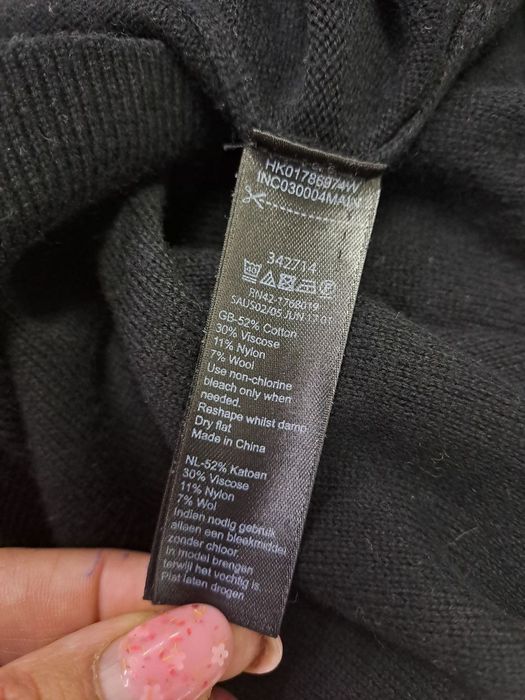 HK01786974W
INC030004MAIN
342714
40
RN42-1768019
SAUS02/05 JUN 13 01
GB-52% Cotton
30% Viscose
11% Nylon
7% Wool
Use non-chlorine
bleach only when
needed.
Reshape whilst damp
Dry flat
Made in China
NL-52% Katoen
30% Viscose
11% Nylon
7% Wol
Indien nodig gebruik
alleen een bleekmiddel
zonder chloor.
In model brengen
terwijl het vochtig is.
Plat laten drogen